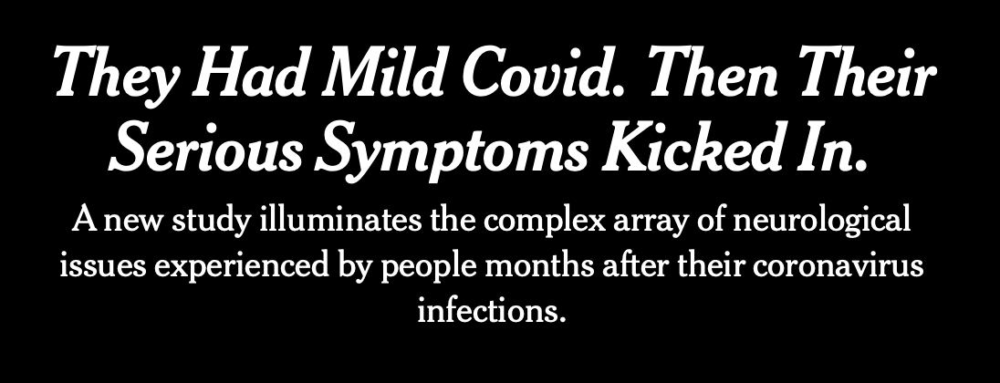 They Had Mild Covid. Then Their
Serious Symptoms Kicked In.
A new study illuminates the complex array of neurological
issues experienced by people months after their coronavirus
infections.